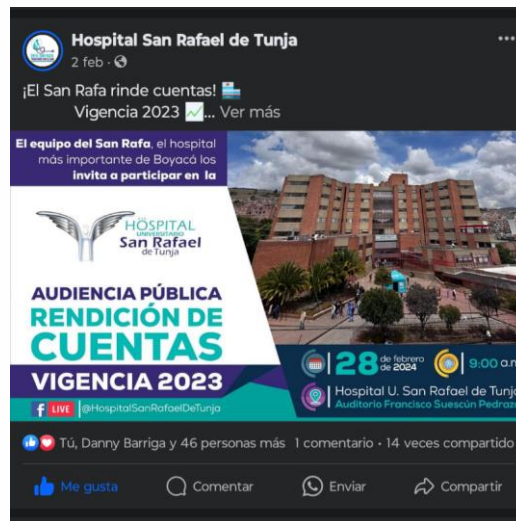 Hospital San Rafael de Tunja
2 feb
¡El San Rafa rinde cuentas!
Vigencia 2023 ... Ver más
El equipo del San Rafa, el hospital
más importante de Boyacá los
invita a participar en la
HOSPITAL
UNIVERSITARIO
San Rafael
de Tunja
AUDIENCIA PÚBLICA
RENDICIÓN DE
CUENTAS
VIGENCIA 2023
f LIVE @HospitalSanRafaelDeTunja
28 de febrero
de 2024
9:00 a.m
Hospital U. San Rafael de Tunja
Auditorio Francisco Suescún Pedraza
Tú, Danny Barriga y 46 personas más 1 comentario • 14 veces compartido
Me gusta Comentar Enviar Compartir